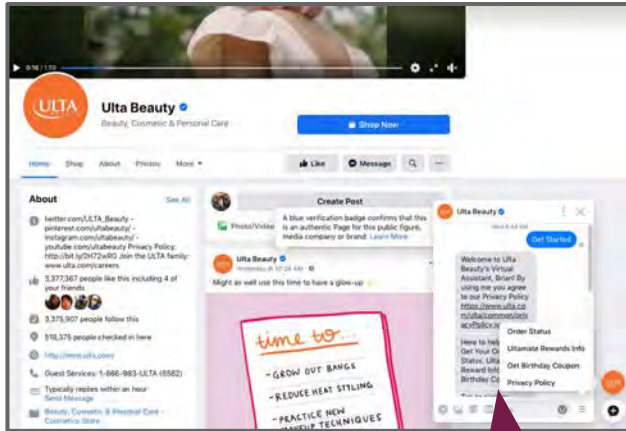 0:16 / 1:10
ULTA
BEAUTY
Ulta Beauty
Beauty, Cosmetic & Personal Care
Shop Now
Home Shop About Photos More
Like Message
About See All
twitter.com/ULTA_Beauty -
pinterest.com/ultabeauty/ -
instagram.com/ultabeauty/ -
youtube.com/ultabeauty Privacy Policy:
http://bit.ly/2H72wRG Join the ULTA family:
www.ulta.com/careers
3,377,367 people like this including 4 of
your friends
3,375,907 people follow this
518,375 people checked in here
http://www.ulta.com/
Guest Services: 1-866-983-ULTA (8582)
Typically replies within an hour
Send Message
Beauty, Cosmetic & Personal Care -
Cosmetics Store
Create Post
Photo/Video
A blue verification badge confirms that this
is an authentic Page for this public figure,
media company or brand. Learn More
Ulta Beauty
Yesterday at 10:24 AM
Might as well use this time to have a glow-up
time to...
- GROW OUT BANGS
- REDUCE HEAT STYLING
- PRACTICE NEW
MAKEUP TECHNIQUES
Ulta Beauty
Get Started
Welcome to Ulta
Beauty's Virtual
Assistant, Brian! By
using me you agree
to our Privacy Policy
https://www.ulta.co
m/ulta/common/priv
acyPolicy.js
Here to help
Get Your Or
Status, Ulta
Reward Info
Birthday Co
Order Status
Ultamate Rewards Info
Get Birthday Coupon
Privacy Policy